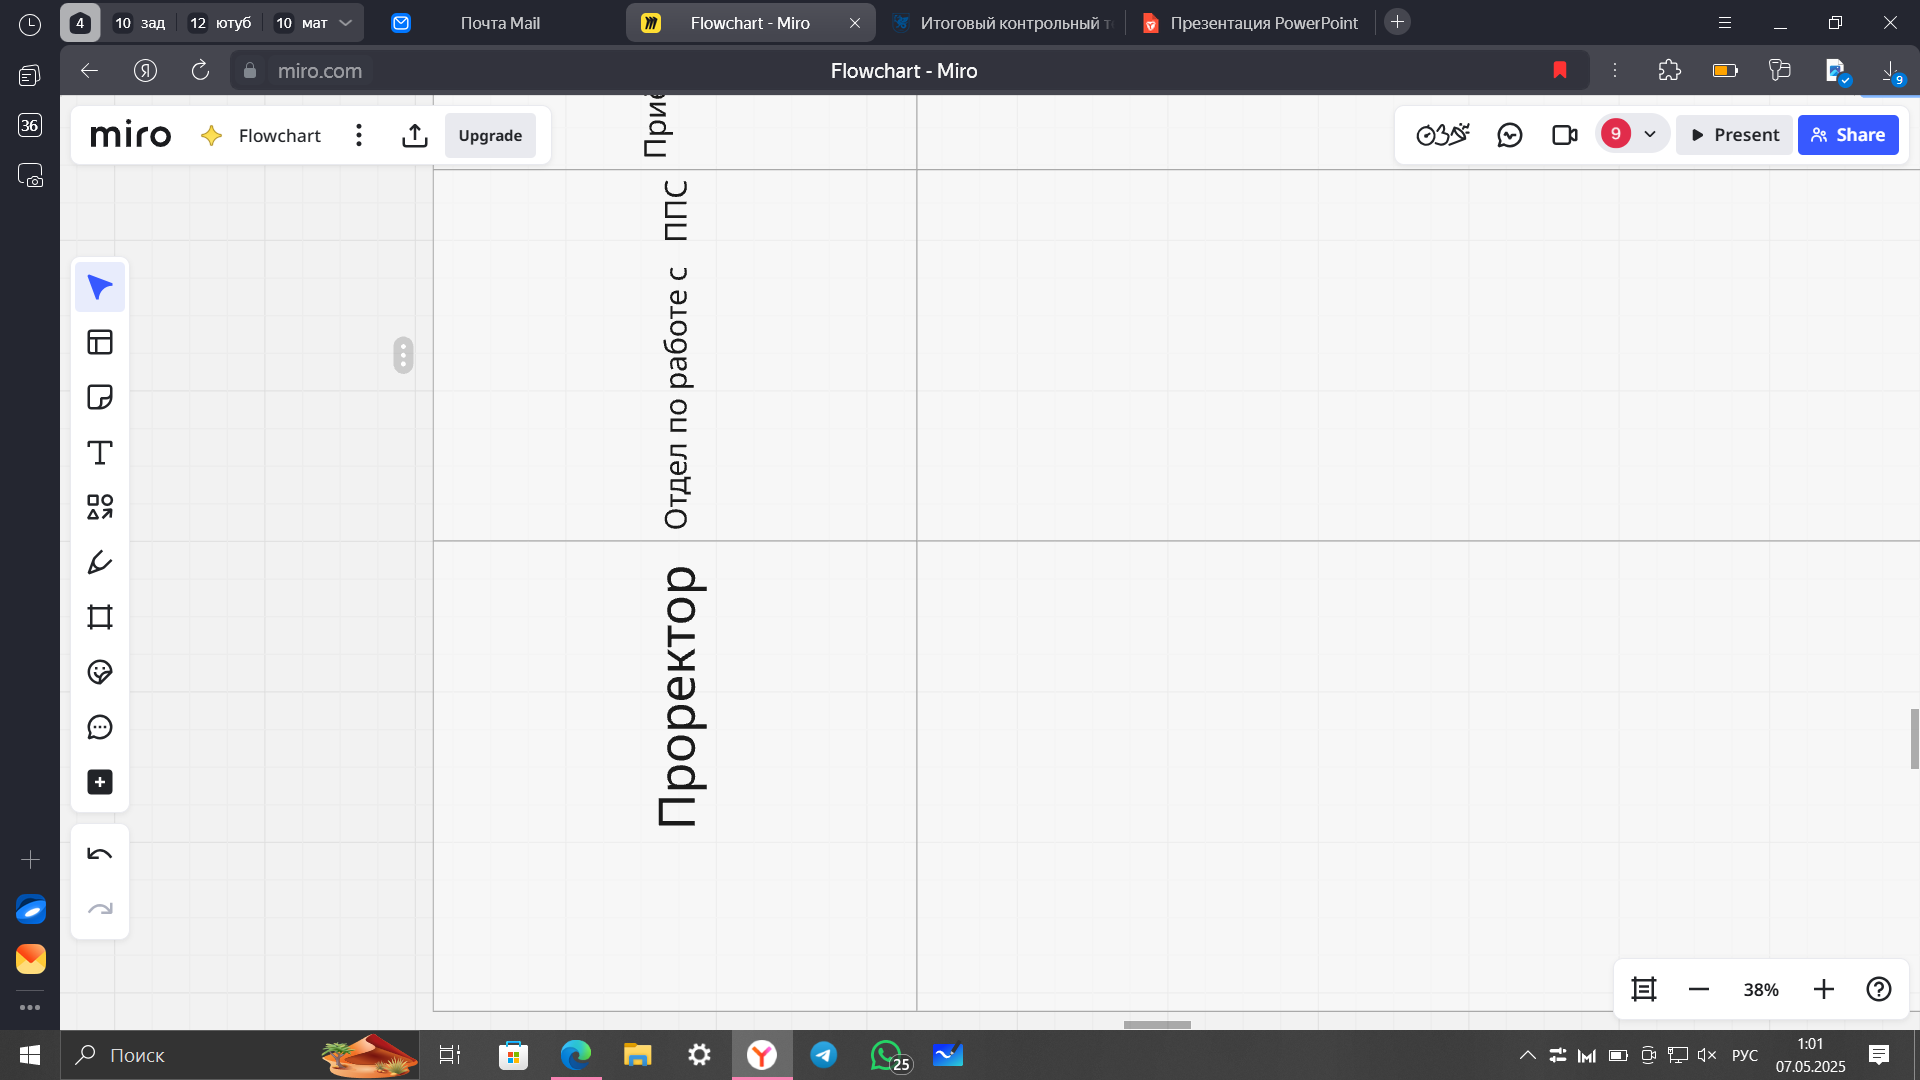 4
10 зад
12 ютуб
10 мат
Почта Mail
Flowchart - Miro
Итоговый контрольный т
Презентация PowerPoint
miro.com
Flowchart - Miro
9
36
miro
Flowchart
Upgrade
9
Present
Share
При
Отдел по работе с ППС
Проректор
38%
Поиск
25
РУС
1:01
07.05.2025